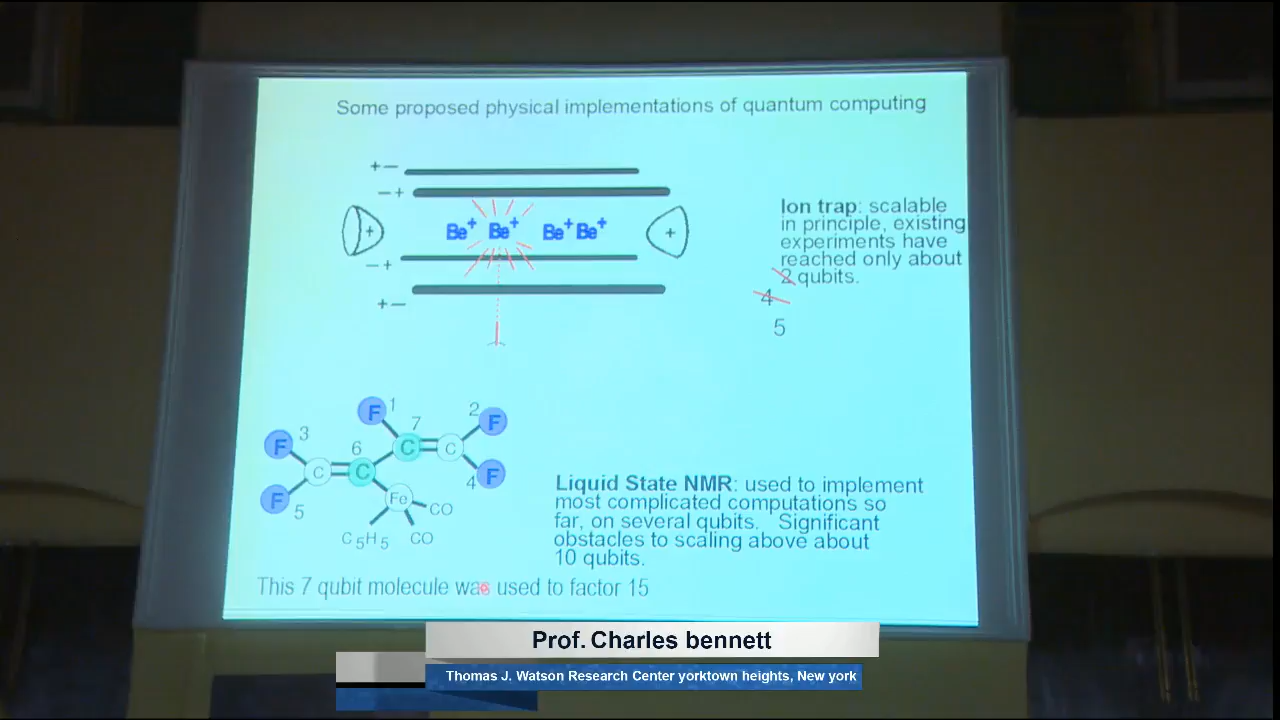 Some proposed physical implementations of quantum computing
+ −
− +
+
Be+ Be+ Be+ Be+
+
− +
+ −
Ion trap: scalable
in principle, existing
experiments have
reached only about
2 qubits.
4
5
F 1
7
2 F
F 3
6
C C
C C
4 F
F 5
Fe
CO
C5H5 CO
Liquid State NMR: used to implement
most complicated computations so
far, on several qubits. Significant
obstacles to scaling above about
10 qubits.
This 7 qubit molecule was used to factor 15
Prof. Charles bennett
Thomas J. Watson Research Center yorktown heights, New york